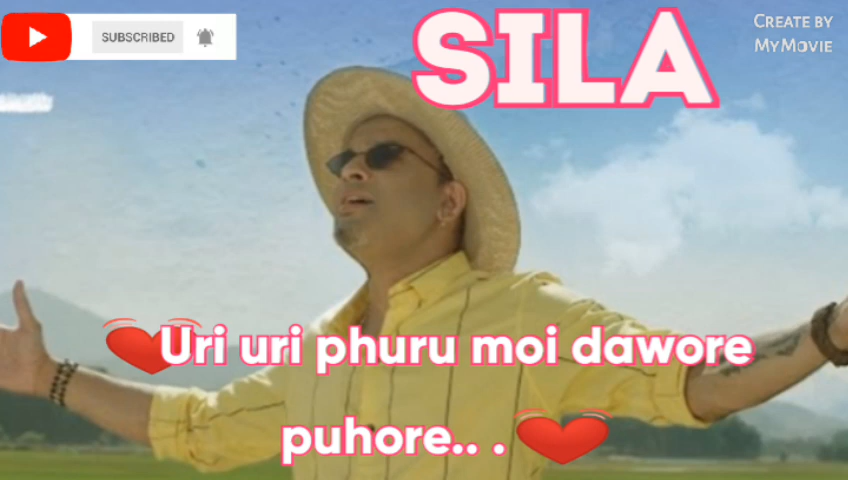 SUBSCRIBED
SILA
CREATE BY
MYMOVIE
Uri uri phuru moi dawore
puhore.. .